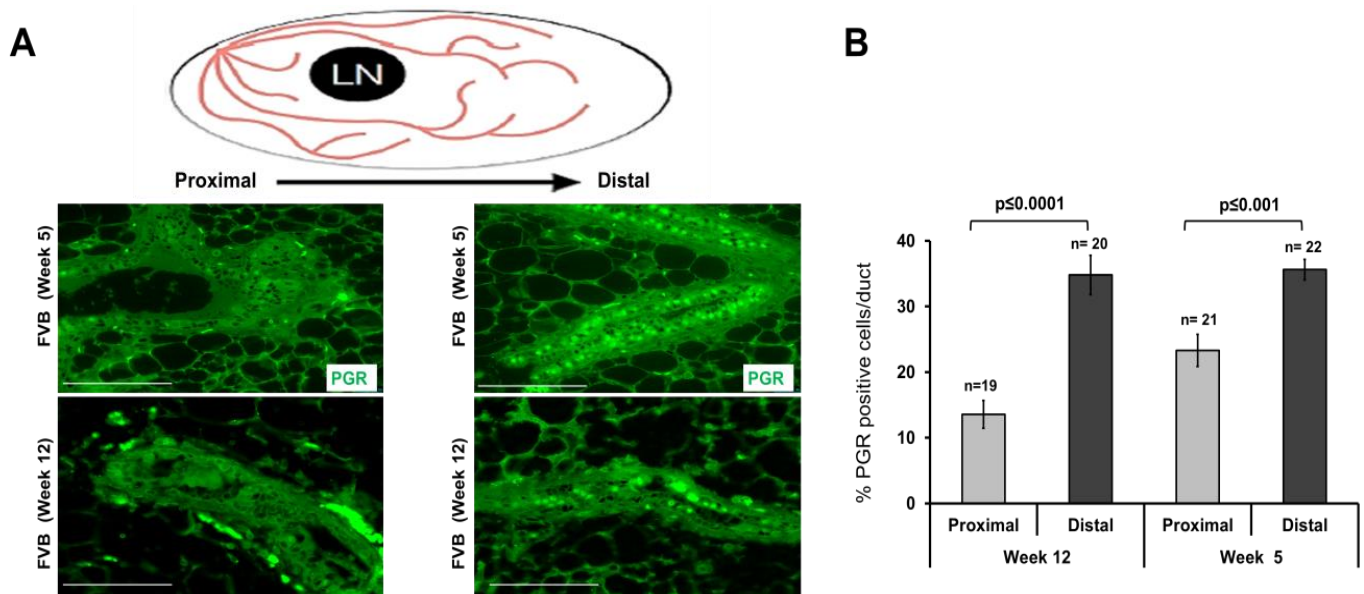 A
LN
Proximal
Distal
FVB (Week 5)
PGR
PGR
FVB (Week 5)
FVB (Week 12)
FVB (Week 12)
B
p≤0.0001
p≤0.001
% PGR positive cells/duct
40
30
20
10
0
n=19
n= 20
n= 21
n= 22
Proximal
Distal
Proximal
Distal
Week 12
Week 5